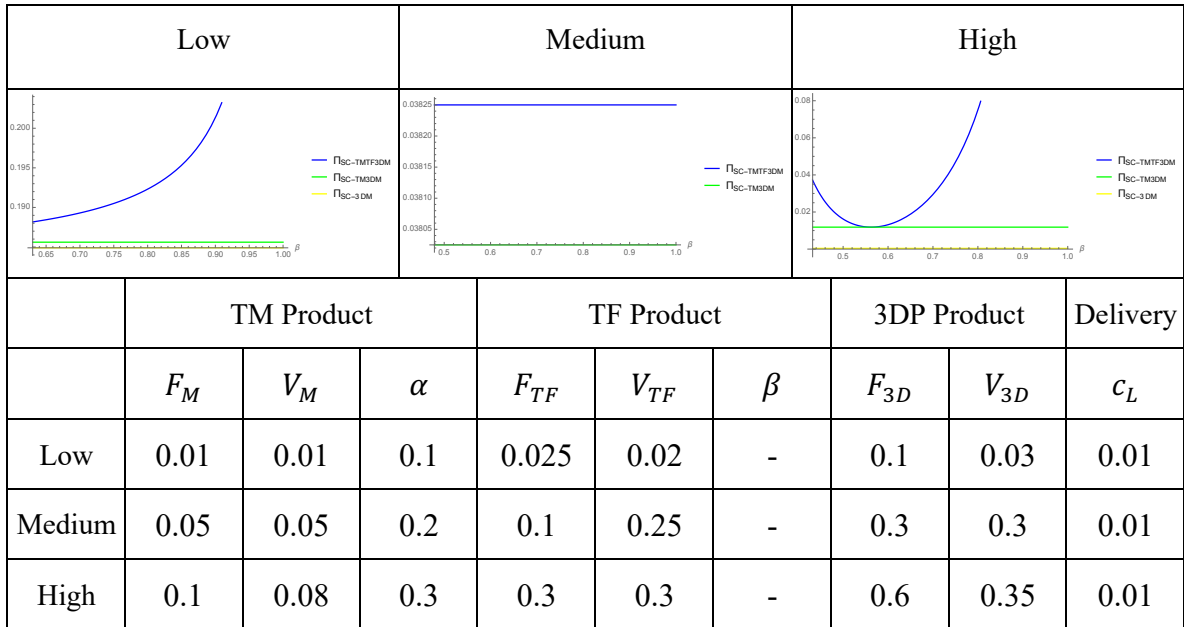 Low Medium High
0.200
0.195
0.190
0.65 0.70 0.75 0.80 0.85 0.90 0.95 1.00
β
Π_SC-TMTF3DM
Π_SC-TM3DM
Π_SC-3 DM
0.03825
0.03820
0.03815
0.03810
0.03805
0.5 0.6 0.7 0.8 0.9 1.0
β
Π_SC-TMTF3DM
Π_SC-TM3DM
0.08
0.06
0.04
0.02
0.5 0.6 0.7 0.8 0.9 1.0
β
Π_SC-TMTF3DM
Π_SC-TM3DM
Π_SC-3 DM
TM Product TF Product 3DP Product Delivery
F_M V_M α F_TF V_TF β F_3D V_3D c_L
Low 0.01 0.01 0.1 0.025 0.02 - 0.1 0.03 0.01
Medium 0.05 0.05 0.2 0.1 0.25 - 0.3 0.3 0.01
High 0.1 0.08 0.3 0.3 0.3 - 0.6 0.35 0.01